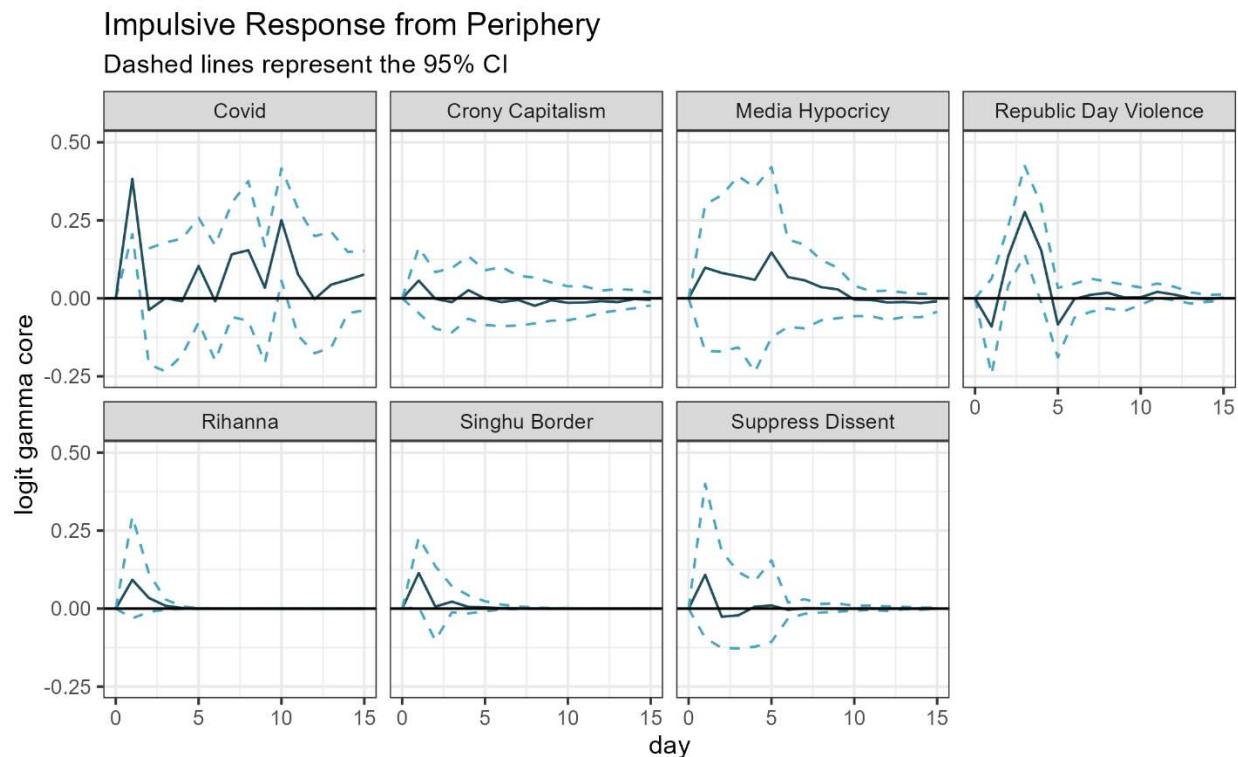 Impulsive Response from Periphery
Dashed lines represent the 95% CI
Covid
Crony Capitalism
Media Hypocricy
Republic Day Violence
0.50
0.25
0.00
-0.25
0 5 10 15
Rihanna
Singhu Border
Suppress Dissent
0.50
0.25
0.00
-0.25
0 5 10 15
0 5 10 15
0 5 10 15
logit gamma core
day